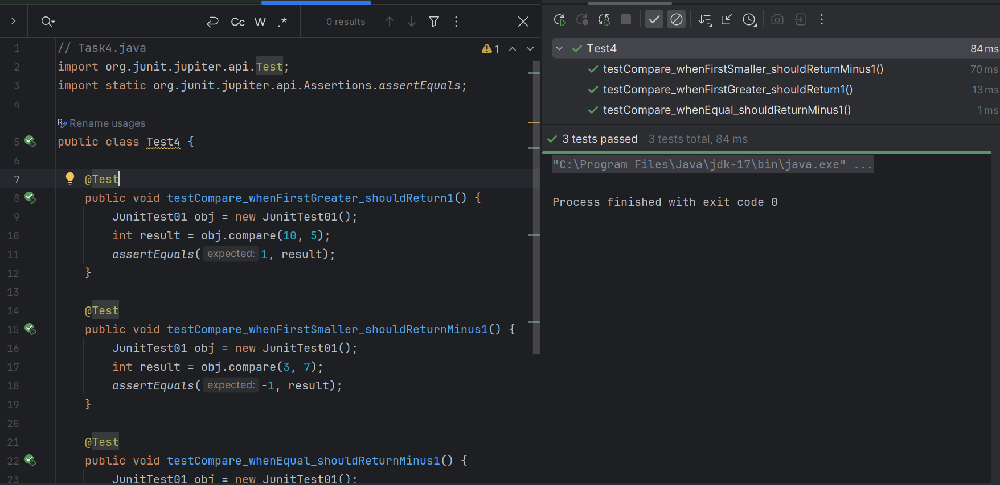 Cc W .* 0 results
1 // Task4.java
1
2 import org.junit.jupiter.api.Test;
3 import static org.junit.jupiter.api.Assertions.assertEquals;
4
Rename usages
5 public class Test4 {
6
7 @Test
8 public void testCompare_whenFirstGreater_shouldReturn1() {
9 JunitTest01 obj = new JunitTest01();
10 int result = obj.compare(10, 5);
11 assertEquals( expected: 1, result);
12 }
13
14 @Test
15 public void testCompare_whenFirstSmaller_shouldReturnMinus1() {
16 JunitTest01 obj = new JunitTest01();
17 int result = obj.compare(3, 7);
18 assertEquals( expected: -1, result);
19 }
20
21 @Test
22 public void testCompare_whenEqual_shouldReturnMinus1() {
23 JunitTest01 obj = new JunitTest01();
Test4 84 ms
testCompare_whenFirstSmaller_shouldReturnMinus1() 70 ms
testCompare_whenFirstGreater_shouldReturn1() 13 ms
testCompare_whenEqual_shouldReturnMinus1() 1 ms
3 tests passed 3 tests total, 84 ms
"C:\Program Files\Java\jdk-17\bin\java.exe" ...
Process finished with exit code 0